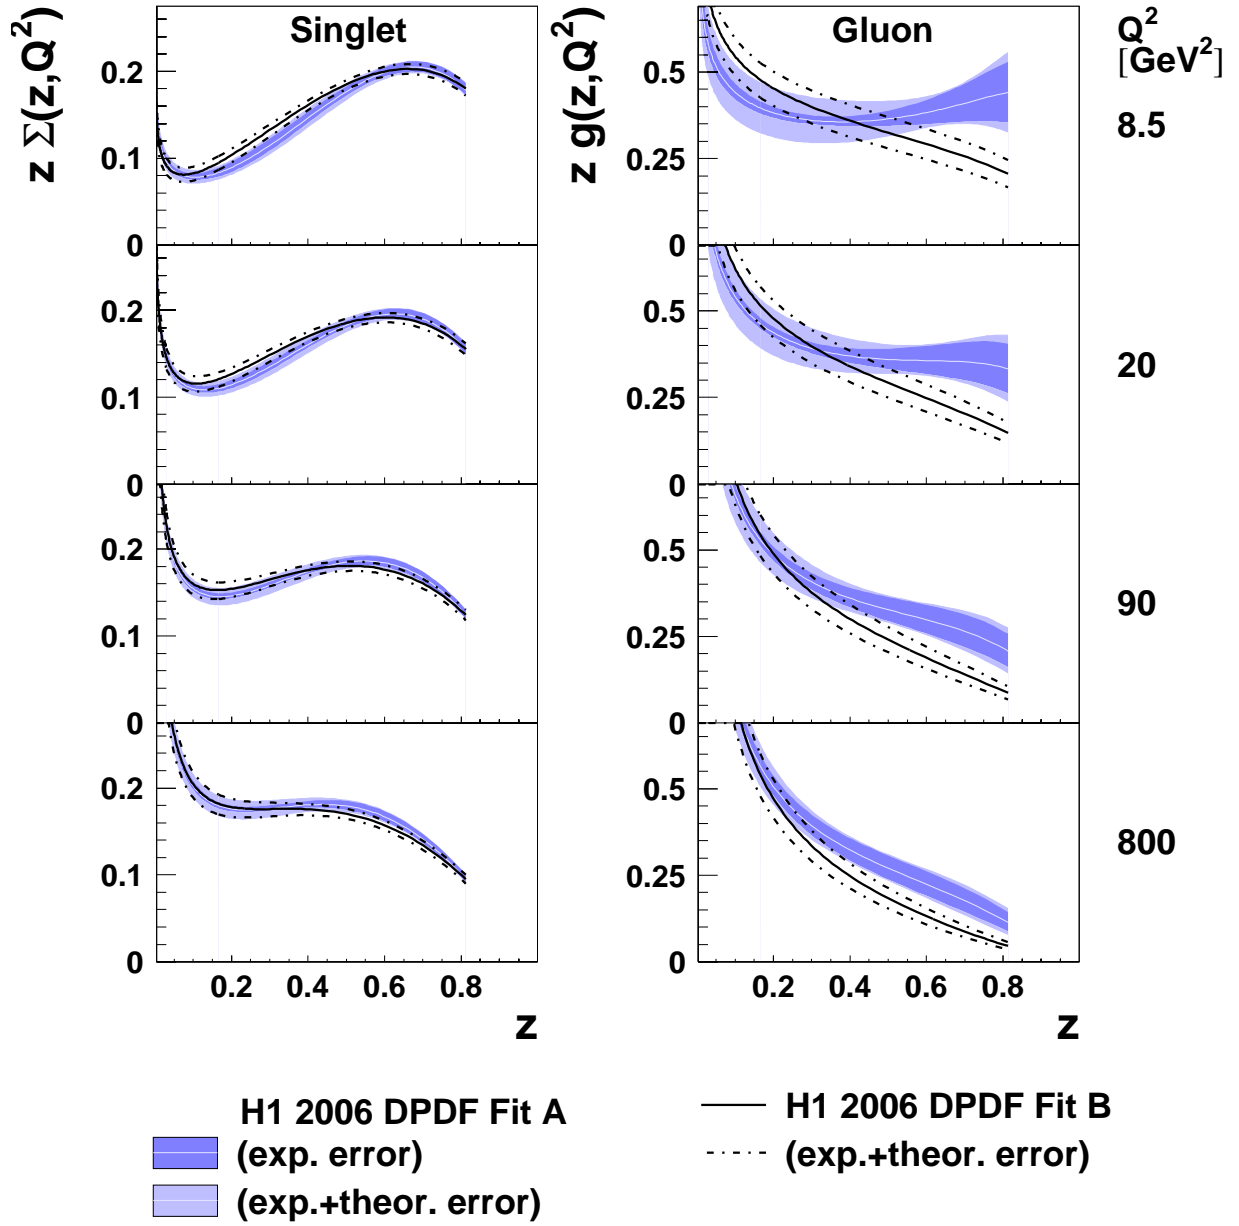 Singlet
Gluon
Q²
[GeV²]
z Σ(z,Q²)
z g(z,Q²)
0.2
0.1
0
0.5
0.25
0
8.5
0.2
0.1
0
0.5
0.25
0
20
0.2
0.1
0
0.5
0.25
0
90
0.2
0.1
0.5
0.25
0
800
0
0.2 0.4 0.6 0.8
0.2 0.4 0.6 0.8
z
z
H1 2006 DPDF Fit A
(exp. error)
(exp.+theor. error)
H1 2006 DPDF Fit B
(exp.+theor. error)